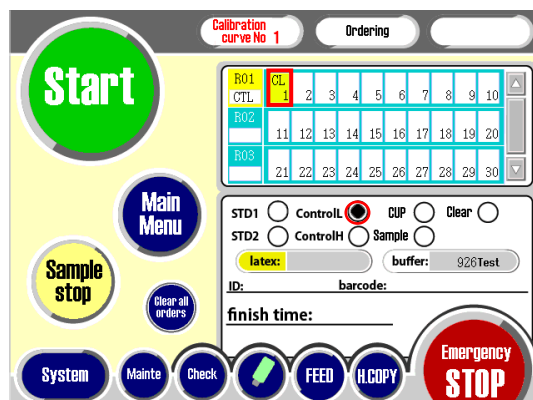 Calibration
curve No 1
Ordering
Start
R01 CL
CTL 1 2 3 4 5 6 7 8 9 10
R02
11 12 13 14 15 16 17 18 19 20
R03
21 22 23 24 25 26 27 28 29 30
Main
Menu
STD1 ControlL CUP Clear
STD2 ControlH Sample
latex: buffer: 926Test
Sample
stop
Clear all
orders
ID: barcode:
finish time:
Emergency
STOP
System Mainte Check FEED H.COPY